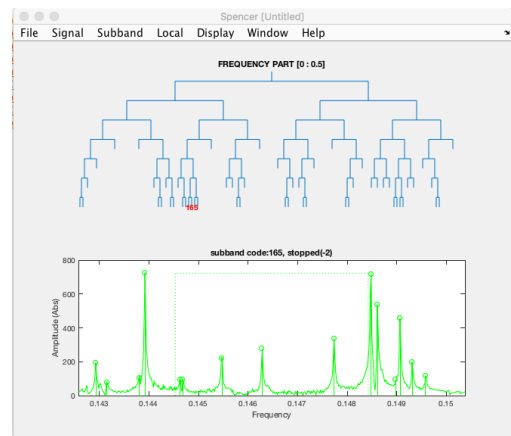 Spencer [Untitled]
File Signal Subband Local Display Window Help
FREQUENCY PART [0 : 0.5]
165
subband code:165, stopped(-2)
800
600
400
200
0
Amplitude (Abs)
0.143 0.144 0.145 0.146 0.147 0.148 0.149 0.15
Frequency